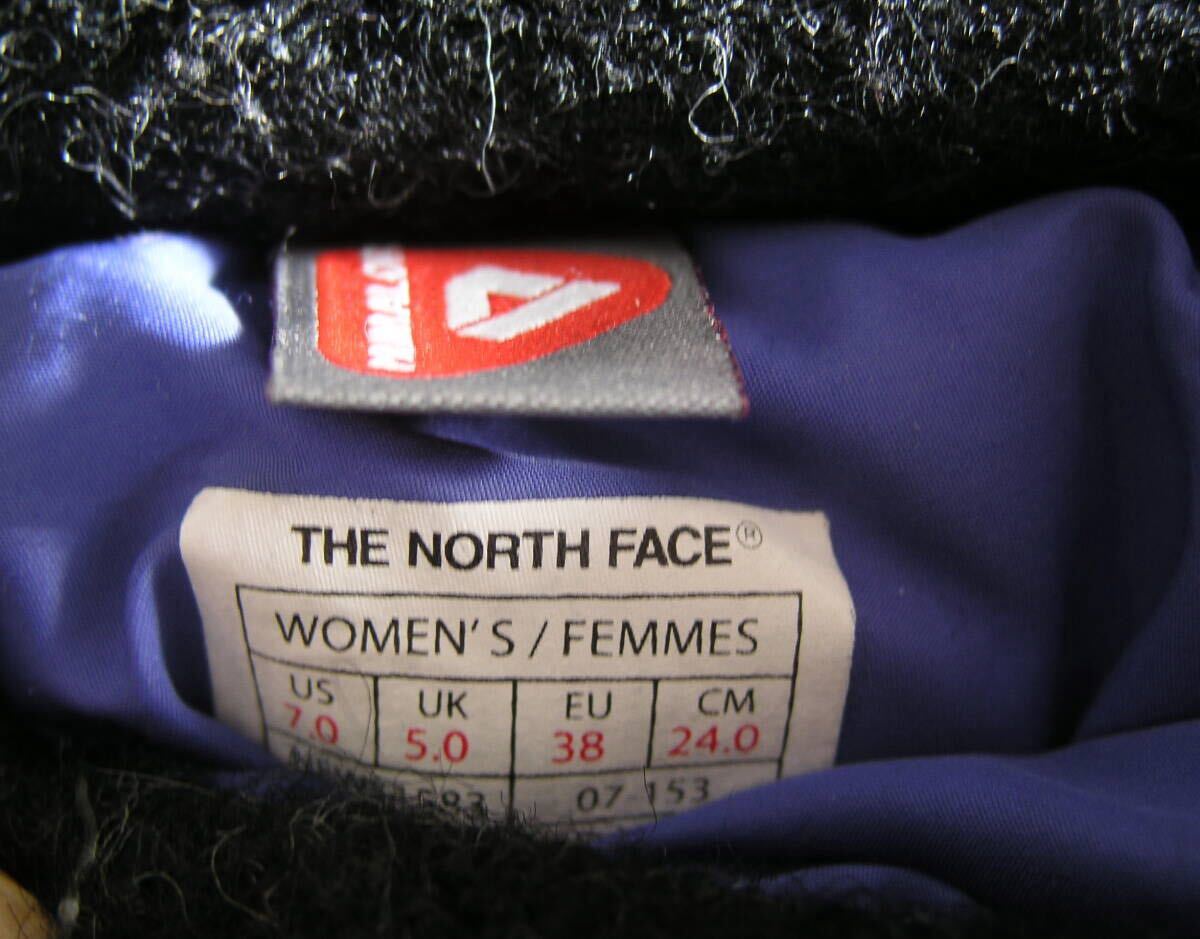 THE NORTH FACE®
WOMEN'S / FEMMES
US UK EU CM
7.0 5.0 38 24.0
07-153